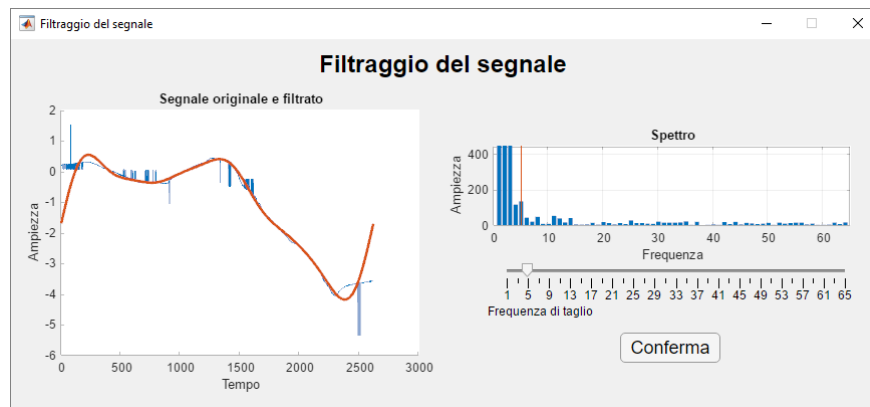 Filtraggio del segnale
Filtraggio del segnale
Segnale originale e filtrato
2
1
0
-1
-2
-3
-4
-5
-6
Ampiezza
0 500 1000 1500 2000 2500 3000
Tempo
Spettro
400
200
0
Ampiezza
0 10 20 30 40 50 60
Frequenza
1 5 9 13 17 21 25 29 33 37 41 45 49 53 57 61 65
Frequenza di taglio
Conferma